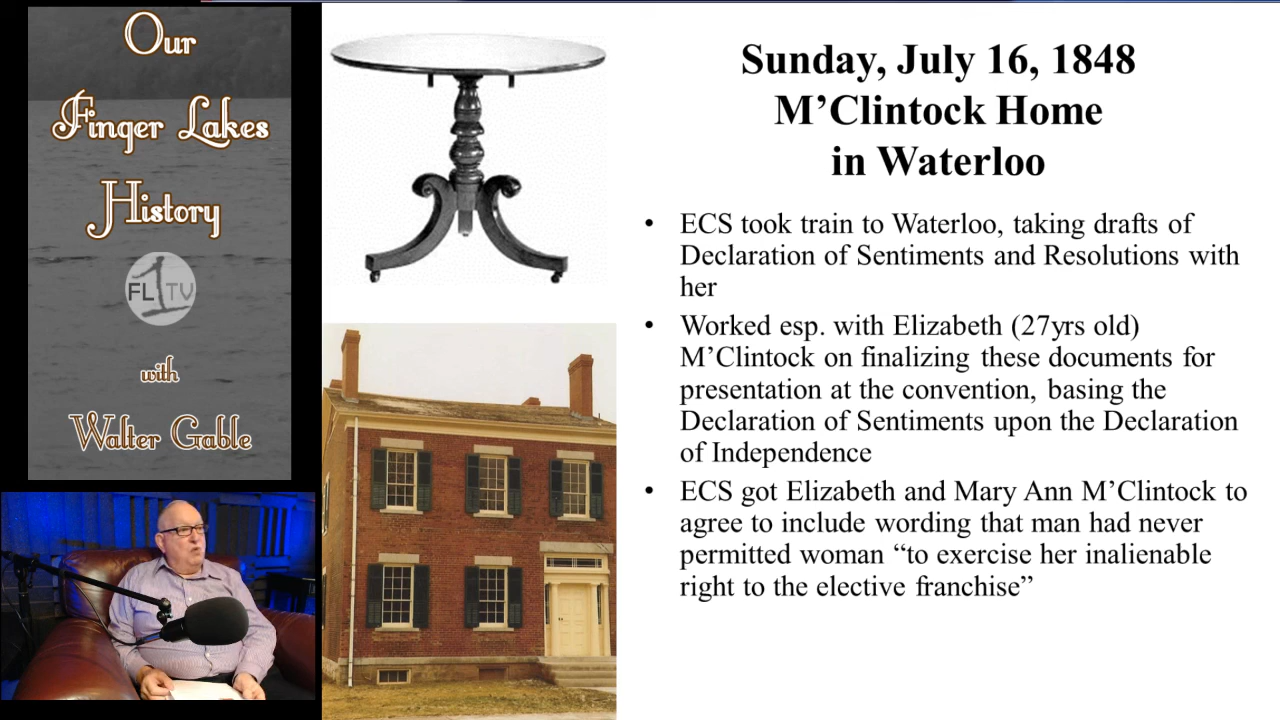 Our
Finger Lakes
History
FL1TV
with
Walter Gable
Sunday, July 16, 1848
M’Clintock Home
in Waterloo
• ECS took train to Waterloo, taking drafts of
Declaration of Sentiments and Resolutions with
her
• Worked esp. with Elizabeth (27yrs old)
M’Clintock on finalizing these documents for
presentation at the convention, basing the
Declaration of Sentiments upon the Declaration
of Independence
• ECS got Elizabeth and Mary Ann M’Clintock to
agree to include wording that man had never
permitted woman “to exercise her inalienable
right to the elective franchise”